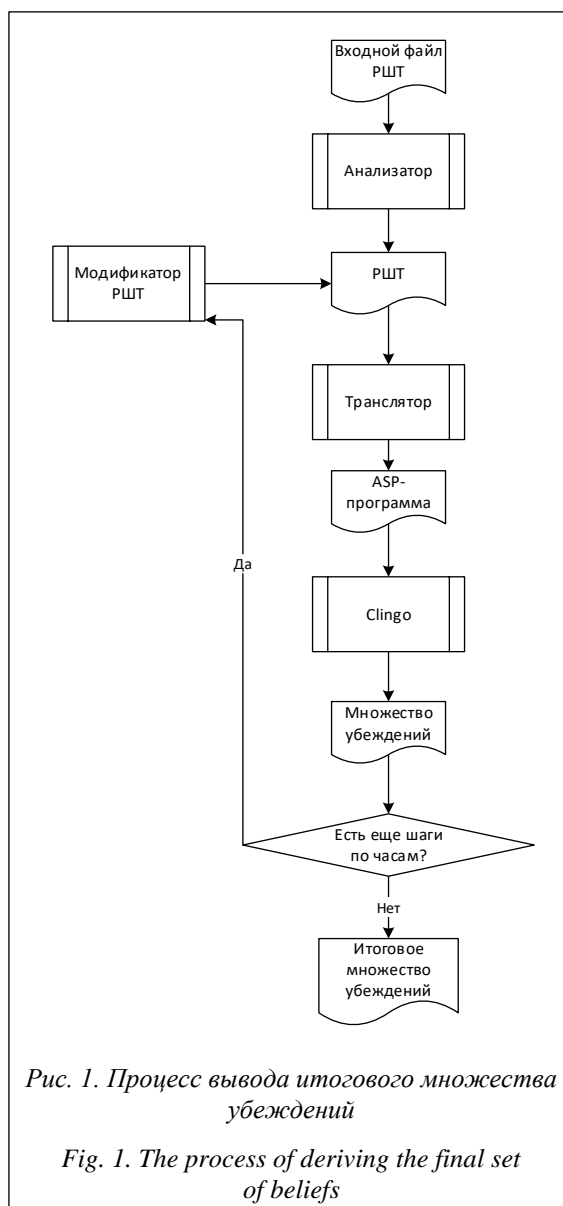 Входной файл
РШТ
Анализатор
Модификатор
РШТ
РШТ
Транслятор
ASP-
программа
Да
Clingo
Множество
убеждений
Есть еще шаги
по часам?
Нет
Итоговое
множество
убеждений
Рис. 1. Процесс вывода итогового множества
убеждений
Fig. 1. The process of deriving the final set
of beliefs